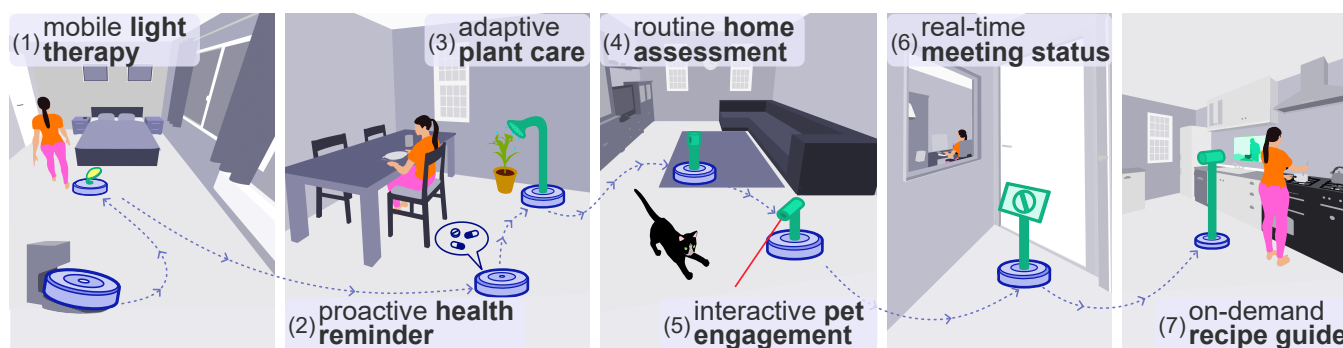 (1) mobile light
therapy
(2) proactive health
reminder
(3) adaptive
plant care
(4) routine home
assessment
(5) interactive pet
engagement
(6) real-time
meeting status
(7) on-demand
recipe guide